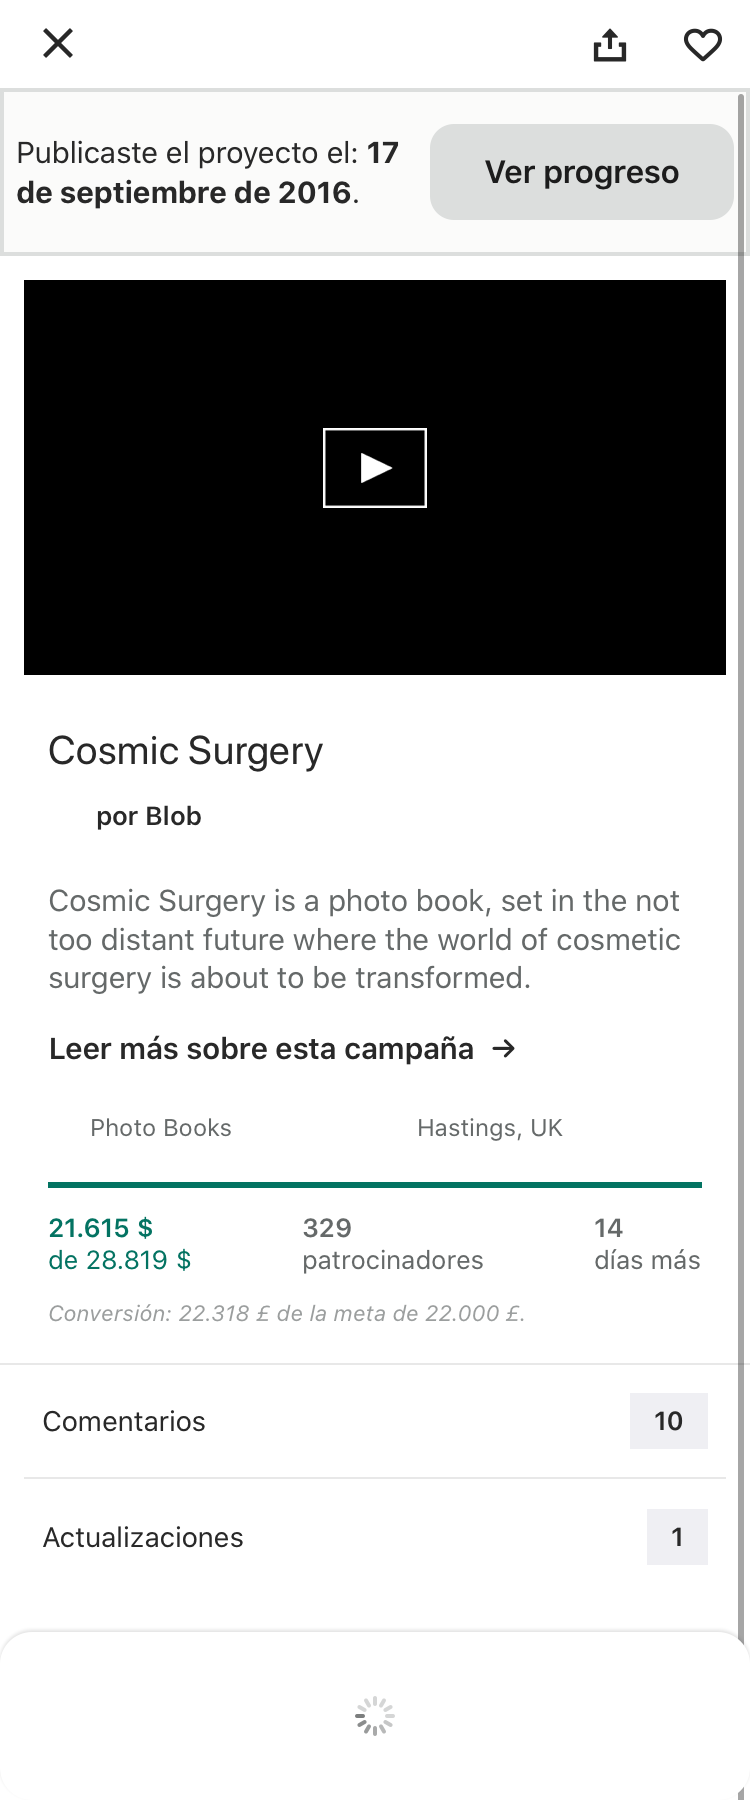 Publicaste el proyecto el: 17
de septiembre de 2016.
Ver progreso
Cosmic Surgery
por Blob
Cosmic Surgery is a photo book, set in the not
too distant future where the world of cosmetic
surgery is about to be transformed.
Leer más sobre esta campaña →
Photo Books
Hastings, UK
21.615 $
de 28.819 $
329
patrocinadores
14
días más
Conversión: 22.318 £ de la meta de 22.000 £.
Comentarios
10
Actualizaciones
1